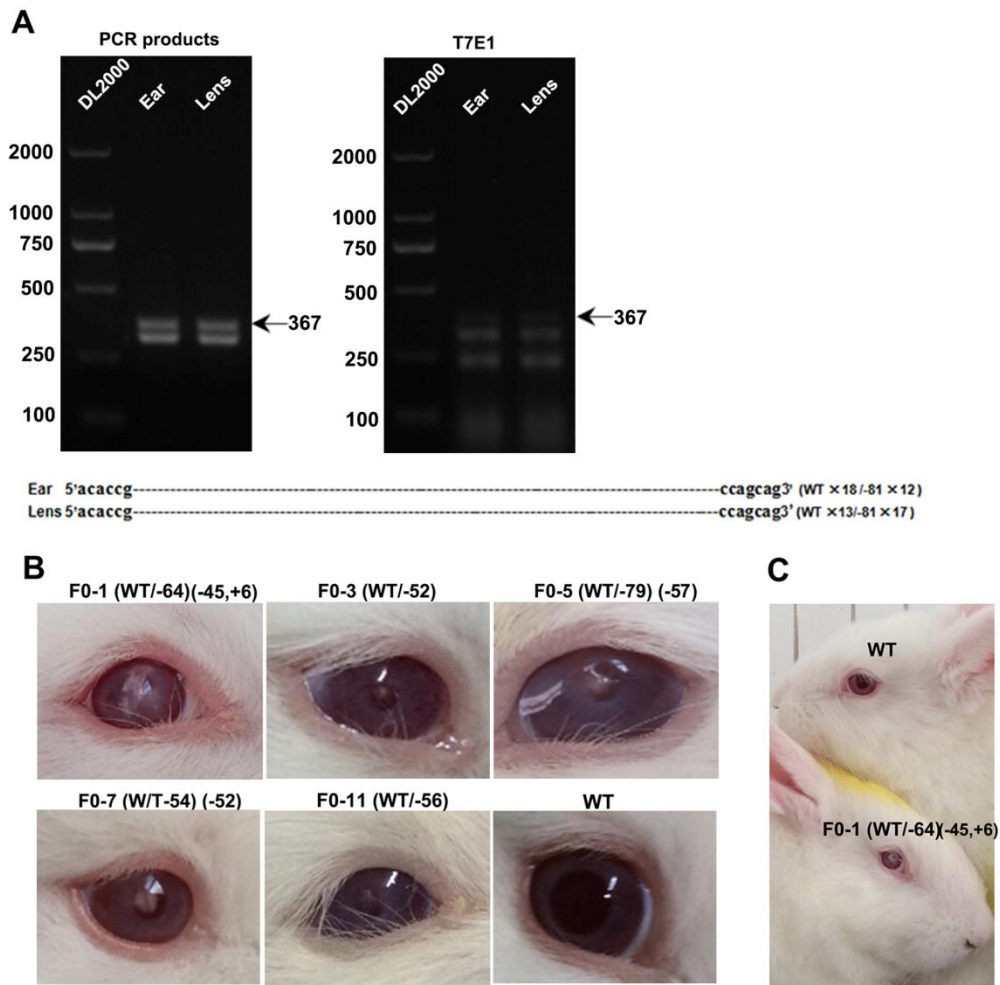 A
PCR products
DL2000
Ear
Lens
2000
1000
750
500
250
100
367
T7E1
DL2000
Ear
Lens
2000
1000
750
500
250
100
367
Ear 5'acaccg----------ccagcag3' (WT ×18/-81 ×12)
Lens 5'acaccg----------ccagcag3' (WT ×13/-81 ×17)
B
F0-1 (WT/-64)(-45,+6)
F0-3 (WT/-52)
F0-5 (WT/-79) (-57)
F0-7 (W/T-54) (-52)
F0-11 (WT/-56)
WT
C
WT
F0-1 (WT/-64)(-45,+6)